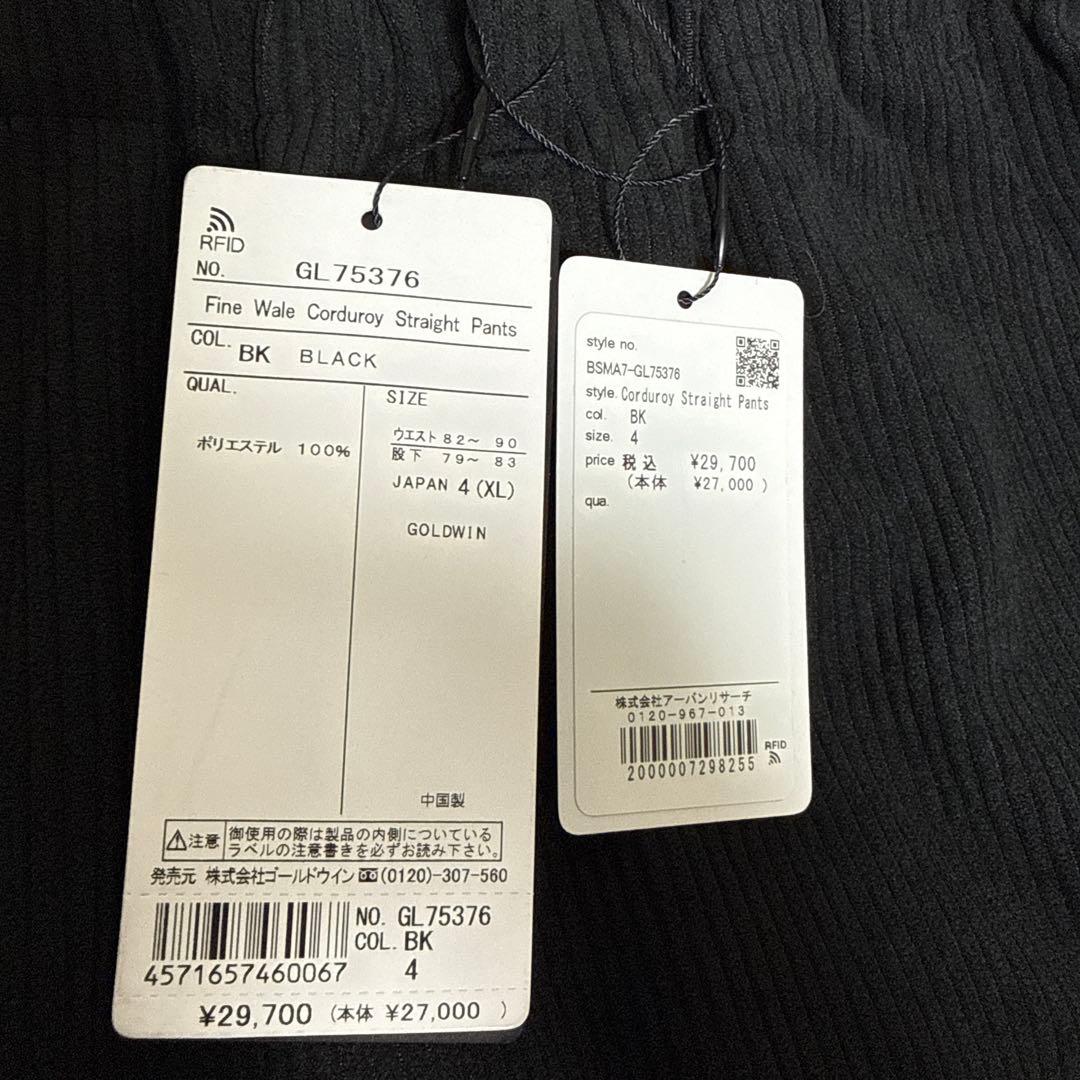 RFID
NO. GL75376
Fine Wale Corduroy Straight Pants
COL. BK BLACK
QUAL.
ポリエステル 100%
SIZE
ウエスト 82～ 90
股下 79～ 83
JAPAN 4 (XL)
GOLDWIN
中国製
注意 御使用の際は製品の内側についている
ラベルの注意書きを必ずお読み下さい。
発売元 株式会社ゴールドウイン (0120)-307-560
NO. GL75376
COL. BK
4
4571657460067
¥29,700 (本体 ¥27,000 )
style no.
BSMA7-GL75376
style. Corduroy Straight Pants
col. BK
size. 4
price 税込 ¥29,700
(本体 ¥27,000 )
qua.
株式会社アーバンリサーチ
0120-967-013
2000007298255
RFID